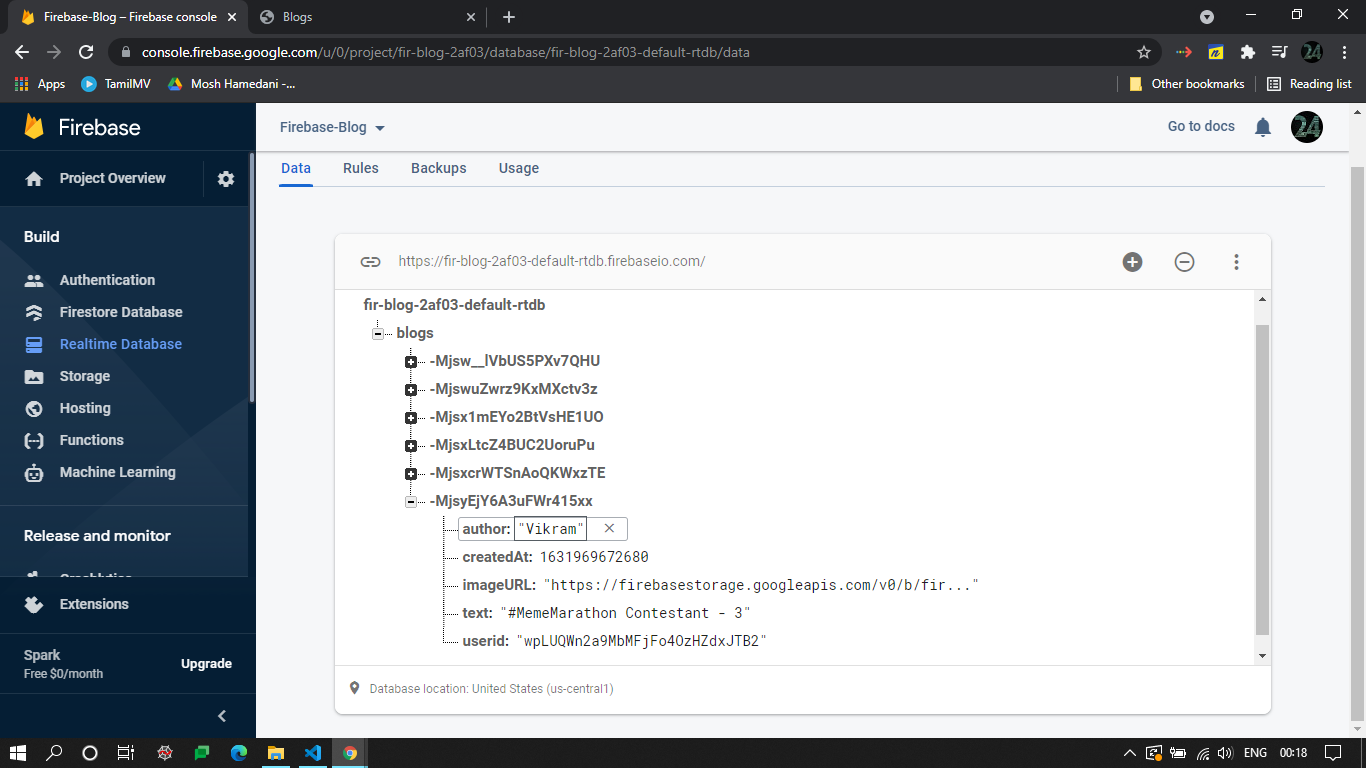 Firebase-Blog – Firebase console
Blogs
console.firebase.google.com/u/0/project/fir-blog-2af03/database/fir-blog-2af03-default-rtdb/data
Apps
TamilMV
Mosh Hamedani -...
Other bookmarks
Reading list
Firebase
Firebase-Blog
Go to docs
24
Project Overview
Data
Rules
Backups
Usage
Build
Authentication
Firestore Database
Realtime Database
Storage
Hosting
Functions
Machine Learning
Release and monitor
Crashlytics
Extensions
Spark
Free $0/month
Upgrade
https://fir-blog-2af03-default-rtdb.firebaseio.com/
fir-blog-2af03-default-rtdb
blogs
-Mjsw__lVbUS5PXv7QHU
-MjswuZwrz9KxMXctv3z
-Mjsx1mEYo2BtVsHE1UO
-MjsxLtcZ4BUC2UoruPu
-MjsxcrWTSnAoQKWxzTE
-MjsyEjY6A3uFWr415xx
author: "Vikram"
createdAt: 1631969672680
imageURL: "https://firebasestorage.googleapis.com/v0/b/fir..."
text: "#MemeMarathon Contestant - 3"
userid: "wpLUQWn2a9MbMFjFo4OzHZdxJTB2"
Database location: United States (us-central1)
ENG
00:18